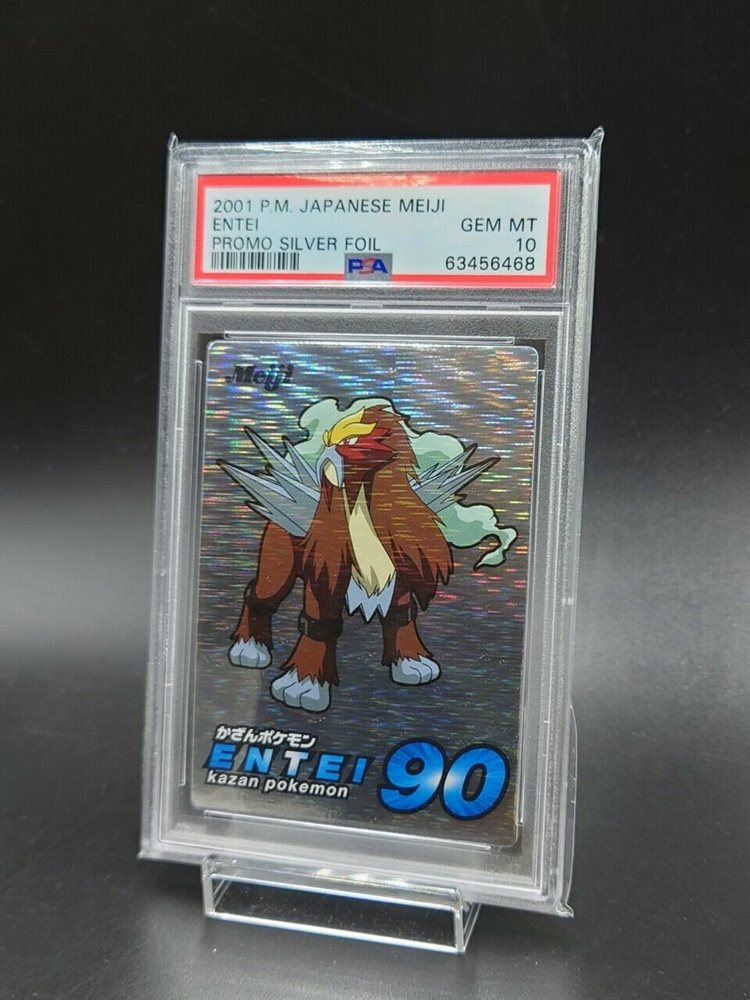 2001 P.M. JAPANESE MEIJI
ENTEI GEM MT
PROMO SILVER FOIL 10
PSA 63456468
Meiji
かざんポケモン
ENTEI 90
kazan pokemon